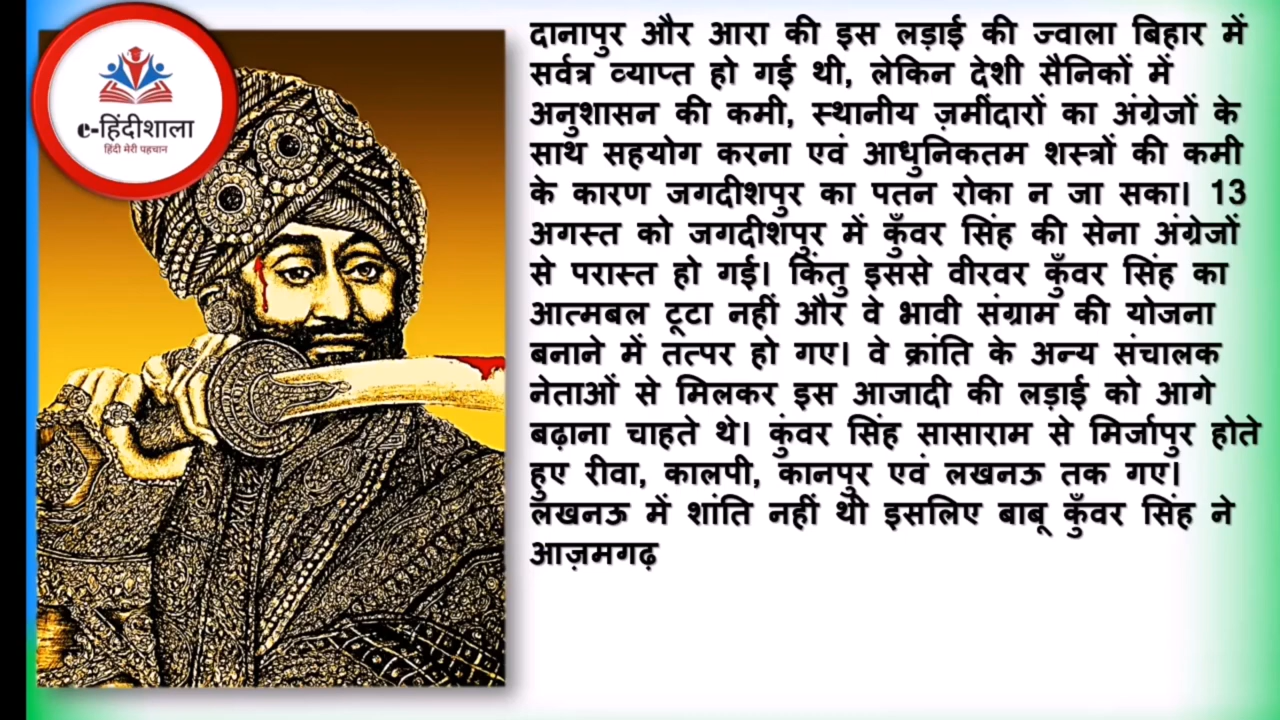 e-हिंदीशाला
हिंदी मेरी पहचान
दानापुर और आरा की इस लड़ाई की ज्वाला बिहार में
सर्वत्र व्याप्त हो गई थी, लेकिन देशी सैनिकों में
अनुशासन की कमी, स्थानीय ज़मींदारों का अंग्रेजों के
साथ सहयोग करना एवं आधुनिकतम शस्त्रों की कमी
के कारण जगदीशपुर का पतन रोका न जा सका। 13
अगस्त को जगदीशपुर में कुँवर सिंह की सेना अंग्रेजों
से परास्त हो गई। किंतु इससे वीरवर कुँवर सिंह का
आत्मबल टूटा नहीं और वे भावी संग्राम की योजना
बनाने में तत्पर हो गए। वे क्रांति के अन्य संचालक
नेताओं से मिलकर इस आजादी की लड़ाई को आगे
बढ़ाना चाहते थे। कुंवर सिंह सासाराम से मिर्जापुर होते
हुए रीवा, कालपी, कानपुर एवं लखनऊ तक गए।
लखनऊ में शांति नहीं थी इसलिए बाबू कुँवर सिंह ने
आज़मगढ़